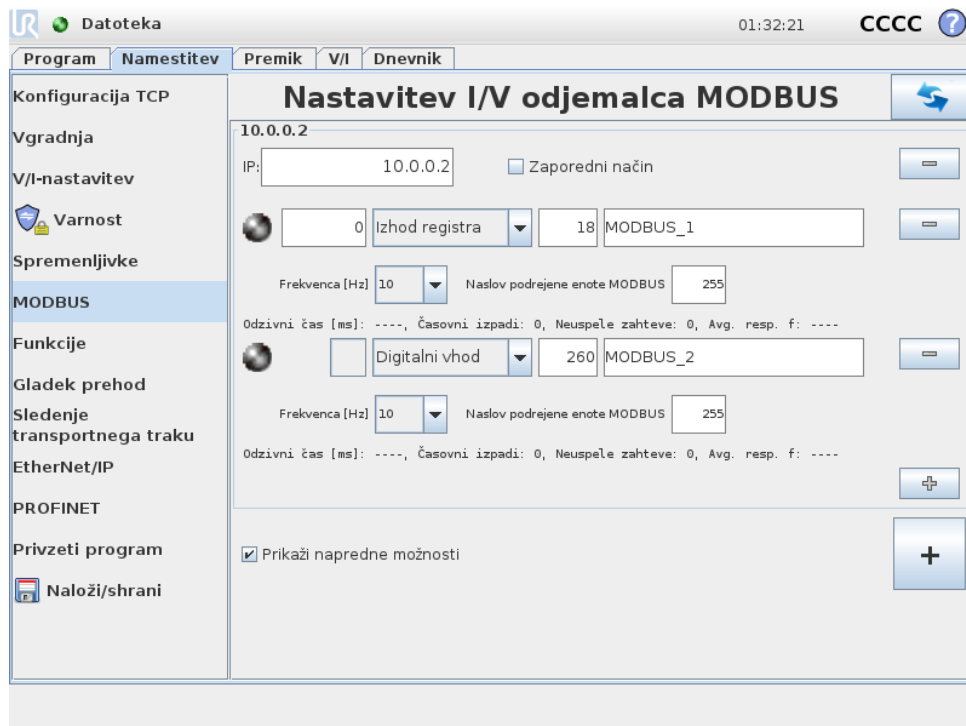 UR Datoteka 01:32:21 CCCC ?
Program Namestitev Premik V/I Dnevnik
Konfiguracija TCP
Vgradnja
V/I-nastavitev
Varnost
Spremenljivke
MODBUS
Funkcije
Gladek prehod
Sledenje
transportnega traku
EtherNet/IP
PROFINET
Privzeti program
Naloži/shrani
Nastavitev I/V odjemalca MODBUS
10.0.0.2
IP: 10.0.0.2 Zaporedni način
0 Izhod registra 18 MODBUS_1
Frekvenca [Hz] 10 Naslov podrejene enote MODBUS 255
Odzivni čas [ms]: ----, Časovni izpadi: 0, Neuspele zahteve: 0, Avg. resp. f: ----
Digitalni vhod 260 MODBUS_2
Frekvenca [Hz] 10 Naslov podrejene enote MODBUS 255
Odzivni čas [ms]: ----, Časovni izpadi: 0, Neuspele zahteve: 0, Avg. resp. f: ----
Prikaži napredne možnosti